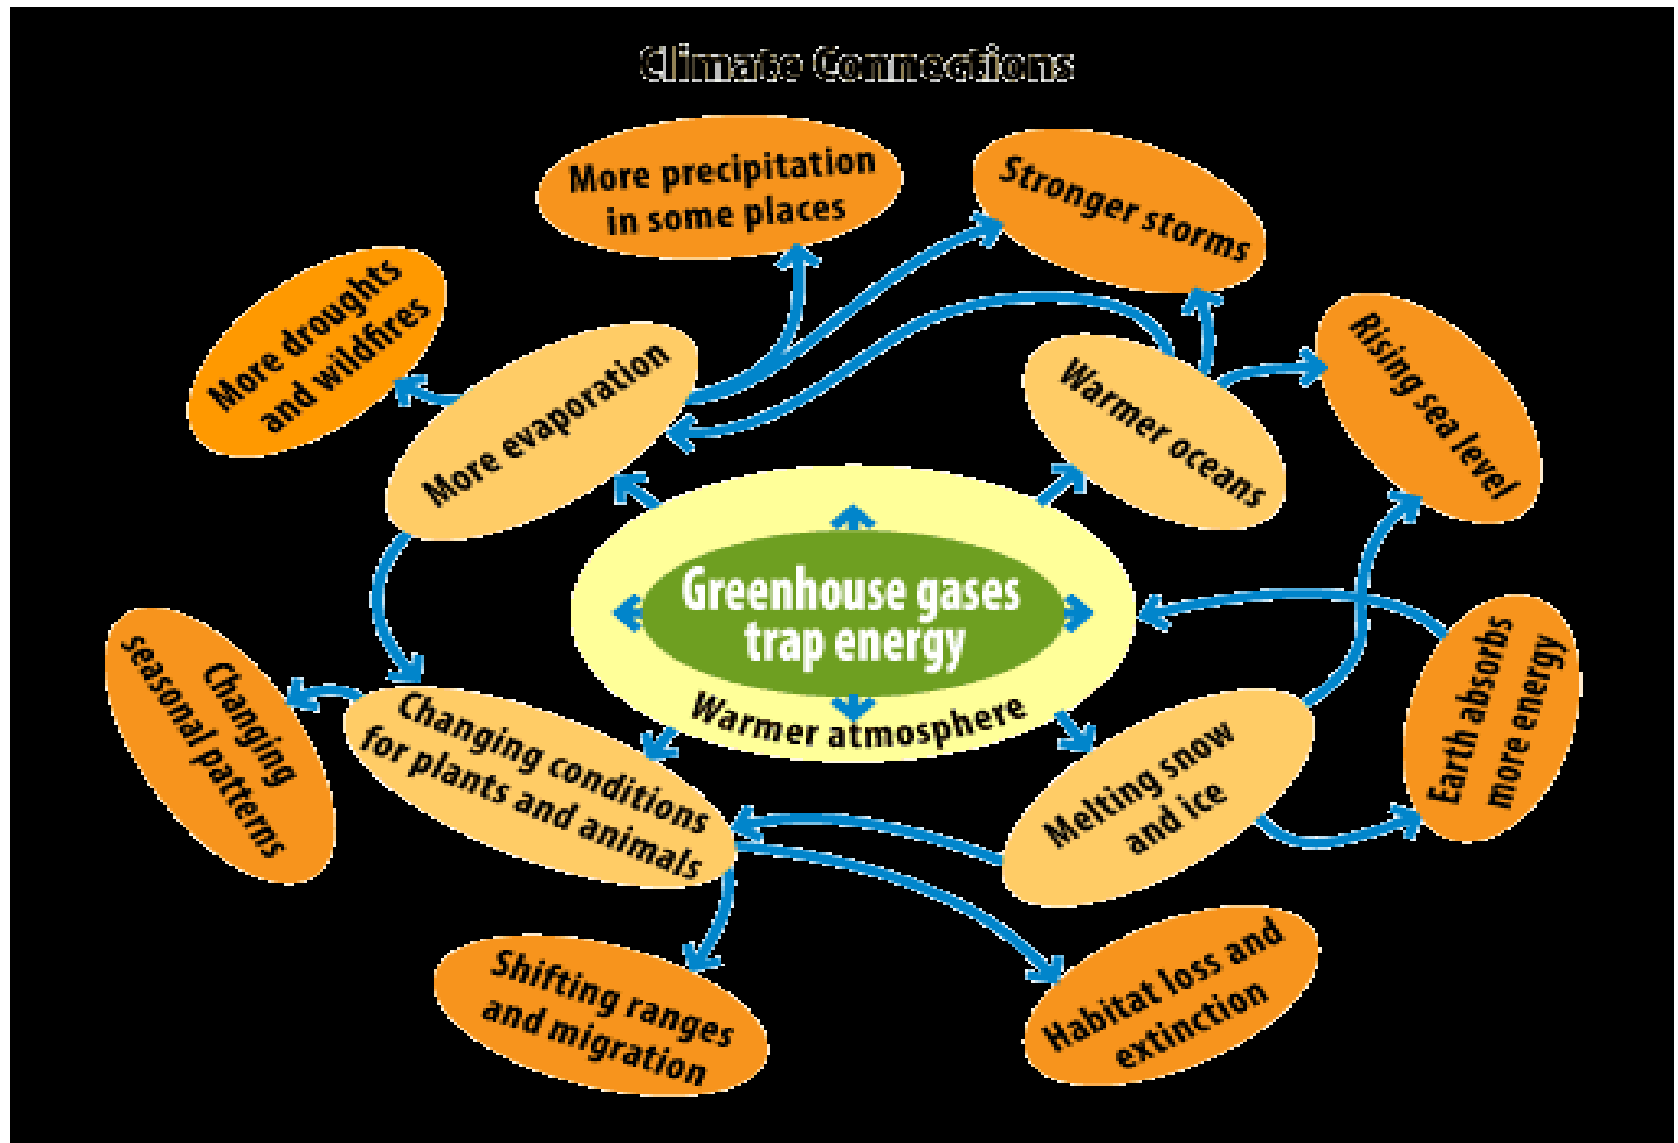 Climate Connections
More precipitation
in some places
Stronger storms
More droughts
and wildfires
More evaporation
Warmer oceans
Rising sea level
Greenhouse gases
trap energy
Warmer atmosphere
Changing
seasonal patterns
Changing conditions
for plants and animals
Melting snow
and ice
Earth absorbs
more energy
Shifting ranges
and migration
Habitat loss and
extinction